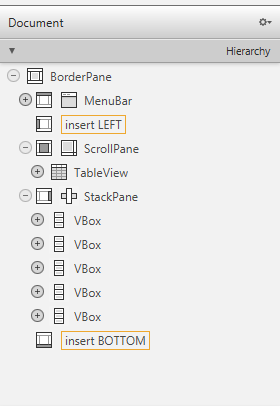 Document
Hierarchy
BorderPane
MenuBar
insert LEFT
ScrollPane
TableView
StackPane
VBox
VBox
VBox
VBox
VBox
insert BOTTOM